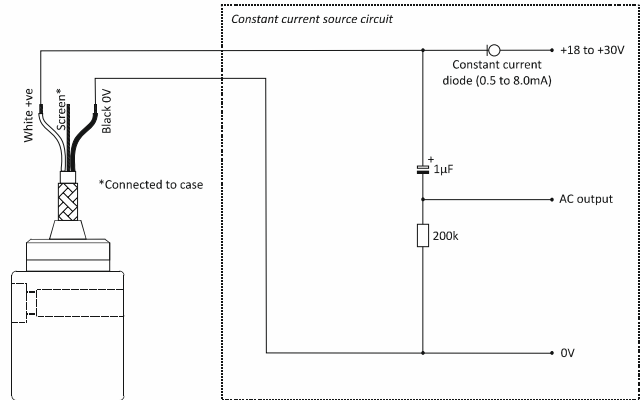 Constant current source circuit
+18 to +30V
Constant current
diode (0.5 to 8.0mA)
White +ve
Screen*
Black 0V
+
1µF
*Connected to case
AC output
200k
0V